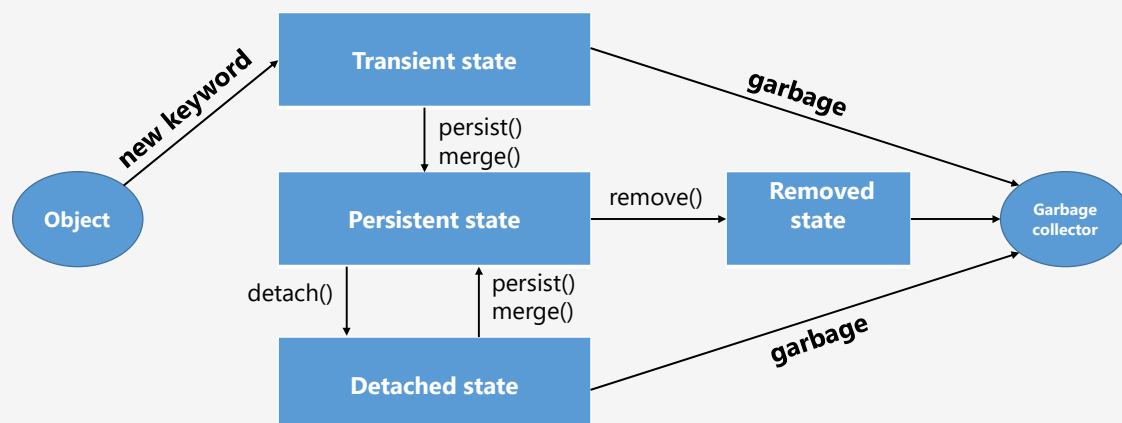 Transient state
new keyword
garbage
persist()
merge()
Object
Persistent state
remove()
Removed
state
Garbage
collector
detach()
persist()
merge()
garbage
Detached state